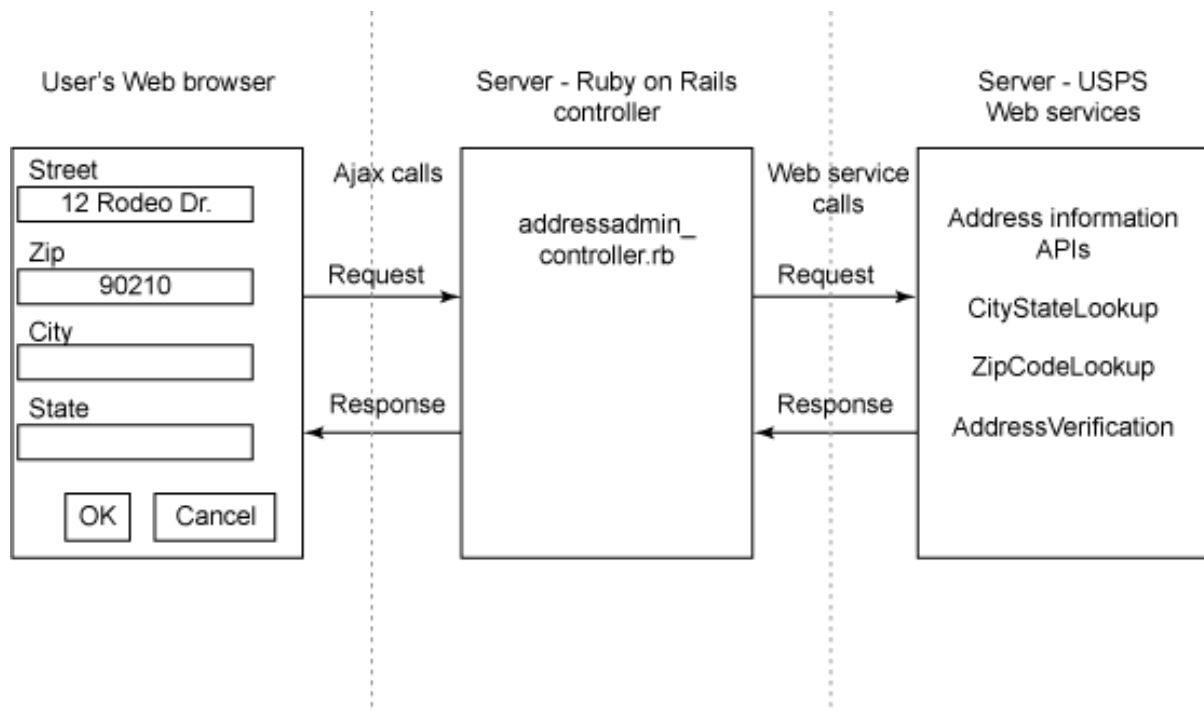 User's Web browser
Server - Ruby on Rails
controller
Server - USPS
Web services
Street
12 Rodeo Dr.
Zip
90210
City
State
OK
Cancel
Ajax calls
Request
Response
addressadmin_
controller.rb
Web service
calls
Request
Response
Address information
APIs
CityStateLookup
ZipCodeLookup
AddressVerification